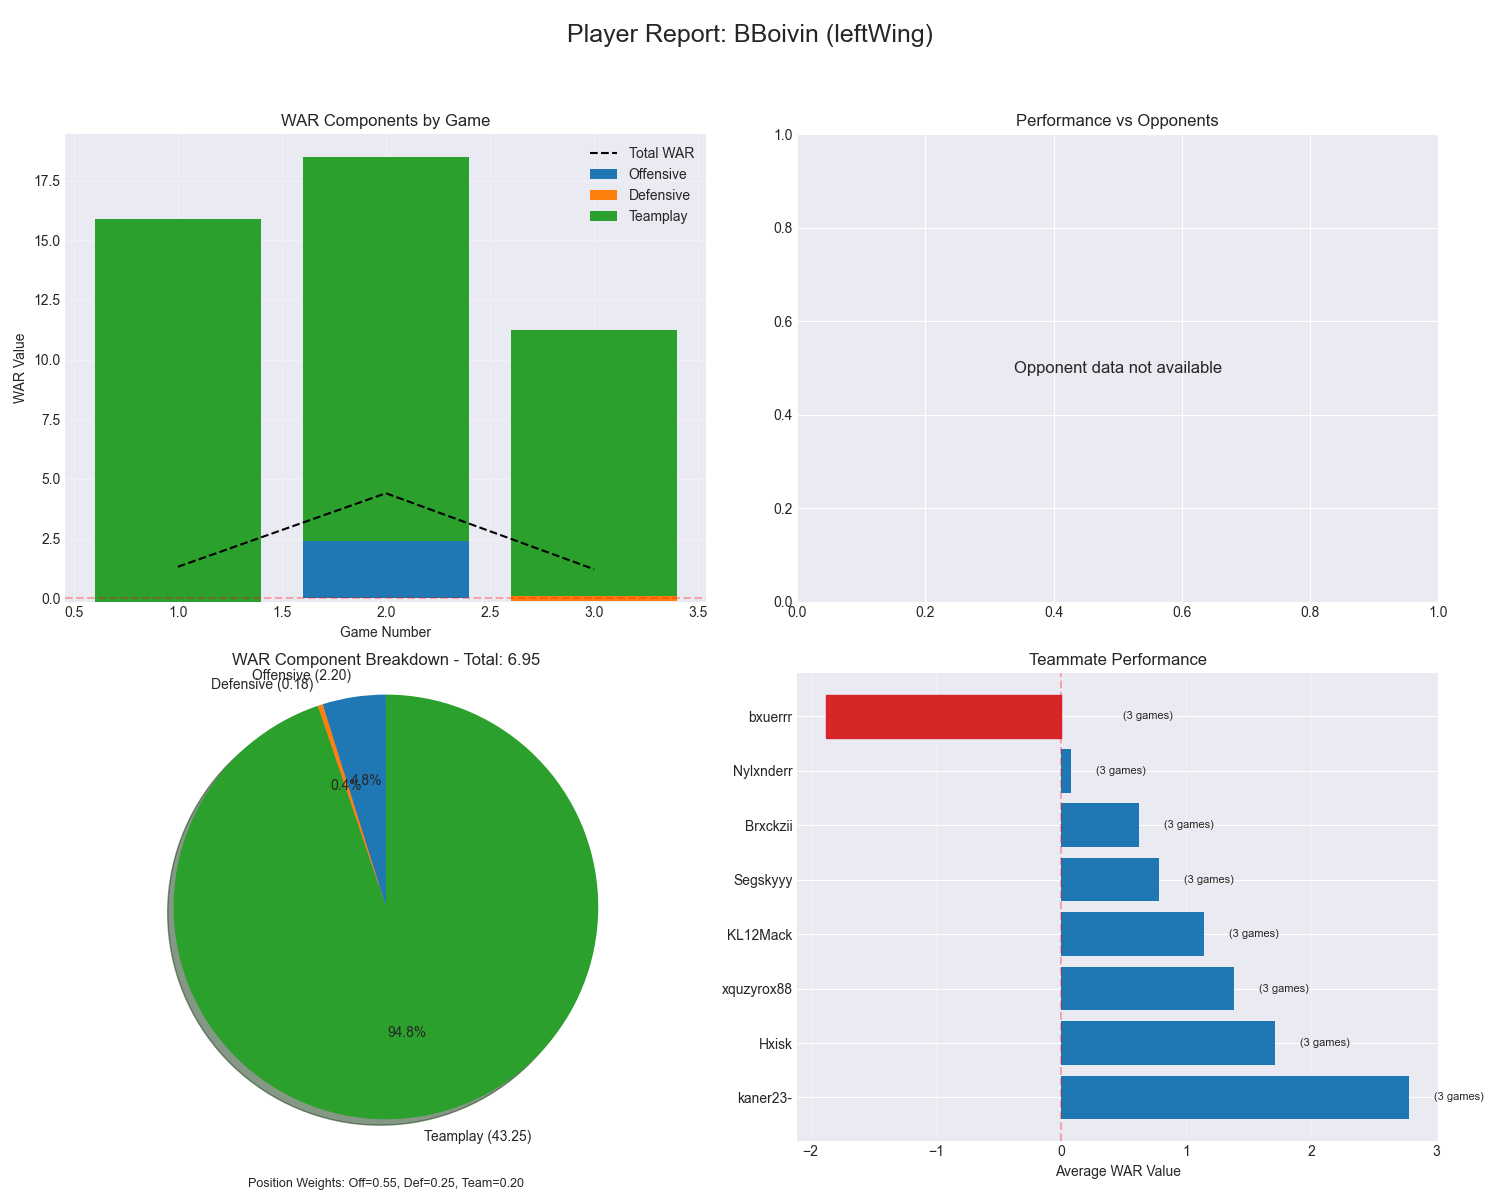 Player Report: BBoivin (leftWing)
WAR Components by Game
Total WAR
Offensive
Defensive
Teamplay
17.5
15.0
12.5
10.0
7.5
5.0
2.5
0.0
WAR Value
0.5
1.0
1.5
2.0
2.5
3.0
3.5
Game Number
Performance vs Opponents
1.0
0.8
0.6
0.4
0.2
0.0
Opponent data not available
0.0
0.2
0.4
0.6
0.8
1.0
WAR Component Breakdown - Total: 6.95
Offensive (2.20)
Defensive (0.18)
4.8%
0.4%
94.8%
Teamplay (43.25)
Position Weights: Off=0.55, Def=0.25, Team=0.20
Teammate Performance
bxuerrr
(3 games)
Nylxnderr
(3 games)
Brxckzii
(3 games)
Segskyyy
(3 games)
KL12Mack
(3 games)
xquzyrox88
(3 games)
Hxisk
(3 games)
kaner23-
(3 games)
−2
−1
0
1
2
3
Average WAR Value